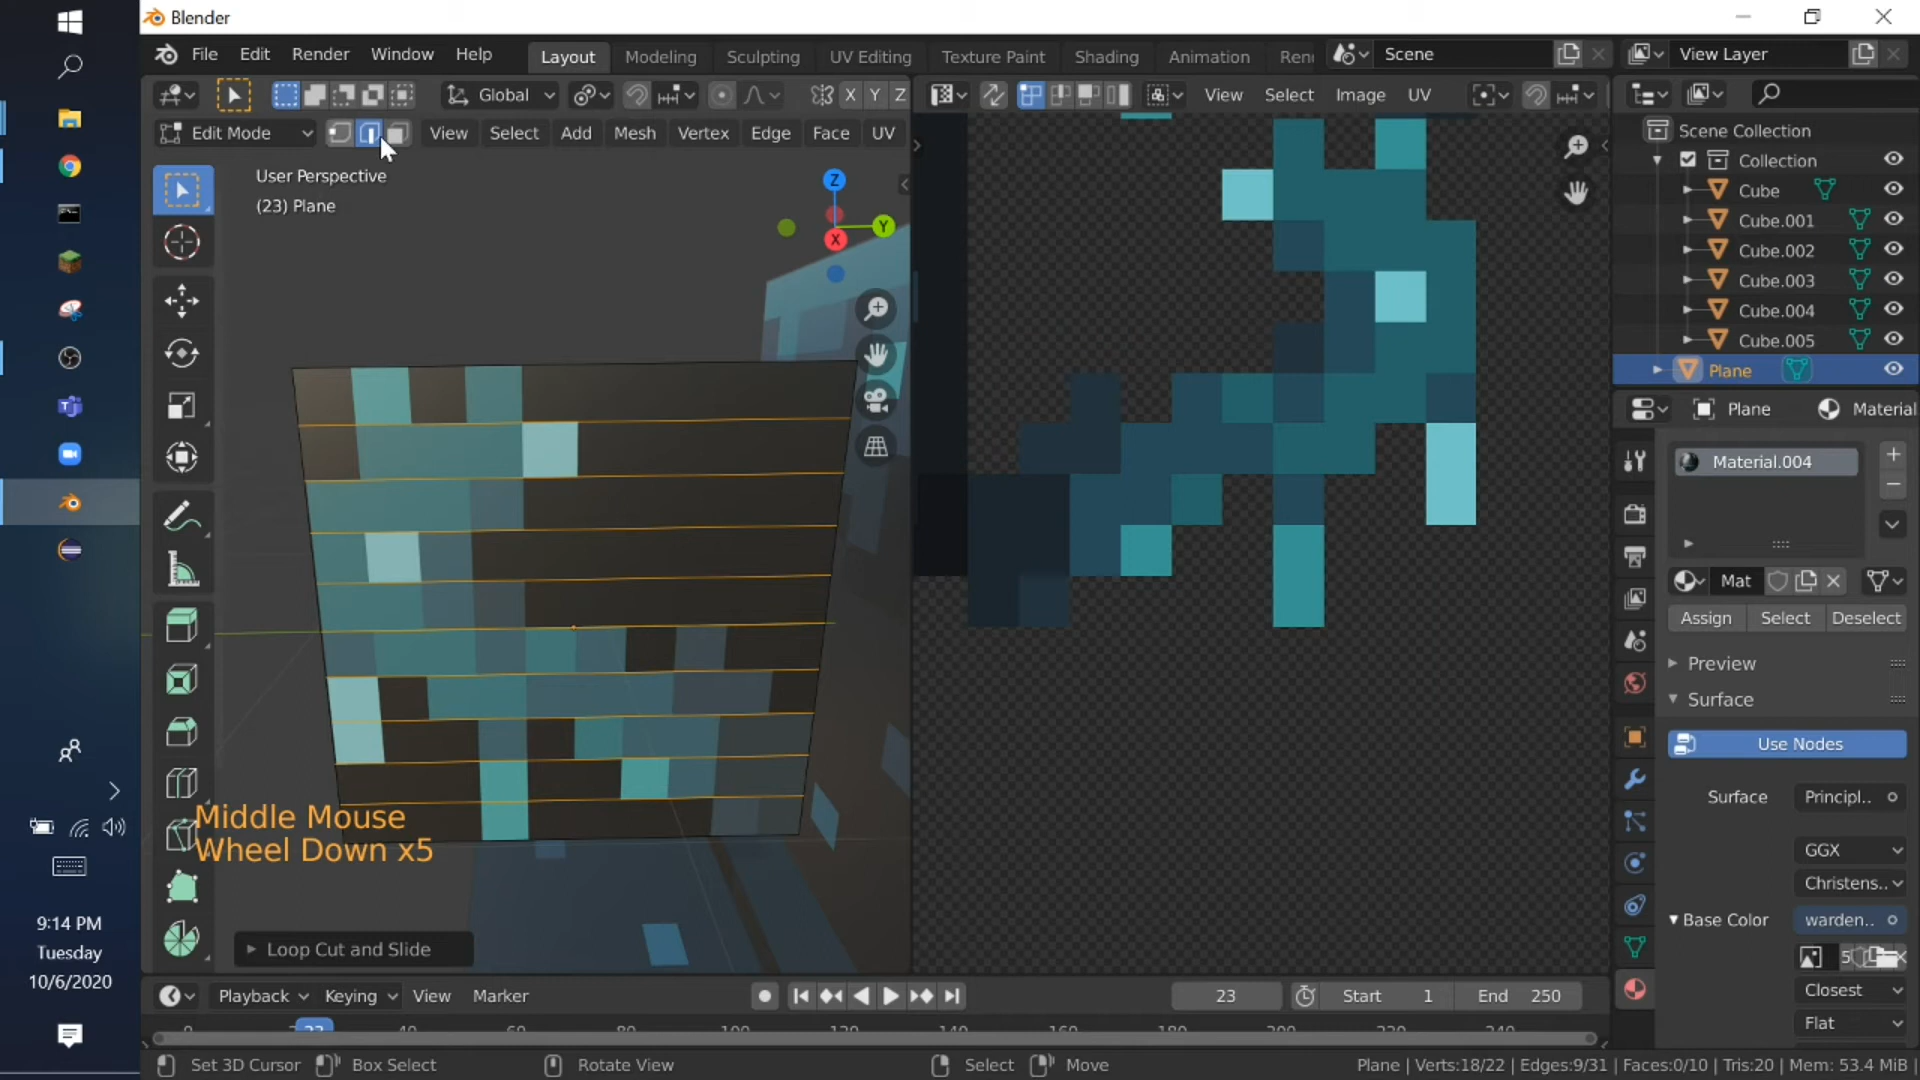 Blender
File Edit Render Window Help Layout Modeling Sculpting UV Editing Texture Paint Shading Animation Ren Scene View Layer
Global X Y Z View Select Image UV
Edit Mode View Select Add Mesh Vertex Edge Face UV
User Perspective
(23) Plane
Z
Y
X
Scene Collection
Collection
Cube
Cube.001
Cube.002
Cube.003
Cube.004
Cube.005
Plane
Plane Material
Material.004
Mat
Assign Select Deselect
Preview
Surface
Use Nodes
Surface Principl..
GGX
Christens..
Base Color warden..
5
Closest
Flat
Middle Mouse
Wheel Down x5
Loop Cut and Slide
9:14 PM
Tuesday
10/6/2020
Playback Keying View Marker 23 Start 1 End 250
23
Set 3D Cursor Box Select Rotate View Select Move Plane | Verts:18/22 | Edges:9/31 | Faces:0/10 | Tris:20 | Mem: 53.4 MiB